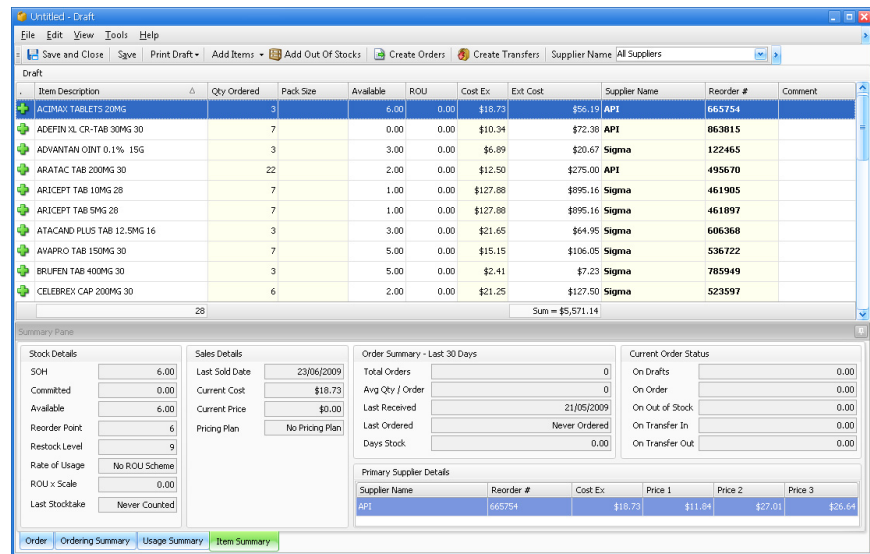 Untitled - Draft
File Edit View Tools Help
Save and Close Save Print Draft Add Items Add Out Of Stocks Create Orders Create Transfers Supplier Name All Suppliers
Draft
. Item Description Qty Ordered Pack Size Available ROU Cost Ex Ext Cost Supplier Name Reorder # Comment
ACIMAX TABLETS 20MG 3 6.00 0.00 $18.73 $56.19 API 665754
ADEFIN XL CR-TAB 30MG 30 7 0.00 0.00 $10.34 $72.38 API 863815
ADVANTAN OINT 0.1% 15G 3 3.00 0.00 $6.89 $20.67 Sigma 122465
ARATAC TAB 200MG 30 22 2.00 0.00 $12.50 $275.00 API 495670
ARICEPT TAB 10MG 28 7 1.00 0.00 $127.88 $895.16 Sigma 461905
ARICEPT TAB 5MG 28 7 1.00 0.00 $127.88 $895.16 Sigma 461897
ATACAND PLUS TAB 12.5MG 16 3 3.00 0.00 $21.65 $64.95 Sigma 606368
AVAPRO TAB 150MG 30 7 5.00 0.00 $15.15 $106.05 Sigma 536722
BRUFEN TAB 400MG 30 3 5.00 0.00 $2.41 $7.23 Sigma 785949
CELEBREX CAP 200MG 30 6 2.00 0.00 $21.25 $127.50 Sigma 523597
28 Sum = $5,571.14
Summary Pane
Stock Details Sales Details Order Summary - Last 30 Days Current Order Status
SOH 6.00 Last Sold Date 23/06/2009 Total Orders 0 On Drafts 0.00
Committed 0.00 Current Cost $18.73 Avg Qty / Order 0 On Order 0.00
Available 6.00 Current Price $0.00 Last Received 21/05/2009 On Out of Stock 0.00
Reorder Point 6 Pricing Plan No Pricing Plan Last Ordered Never Ordered On Transfer In 0.00
Restock Level 9 Days Stock 0.00 On Transfer Out 0.00
Rate of Usage No ROU Scheme
Primary Supplier Details
ROU x Scale 0.00 Supplier Name Reorder # Cost Ex Price 1 Price 2 Price 3
Last Stocktake Never Counted API 665754 $18.73 $11.84 $27.01 $26.64
Order Ordering Summary Usage Summary Item Summary